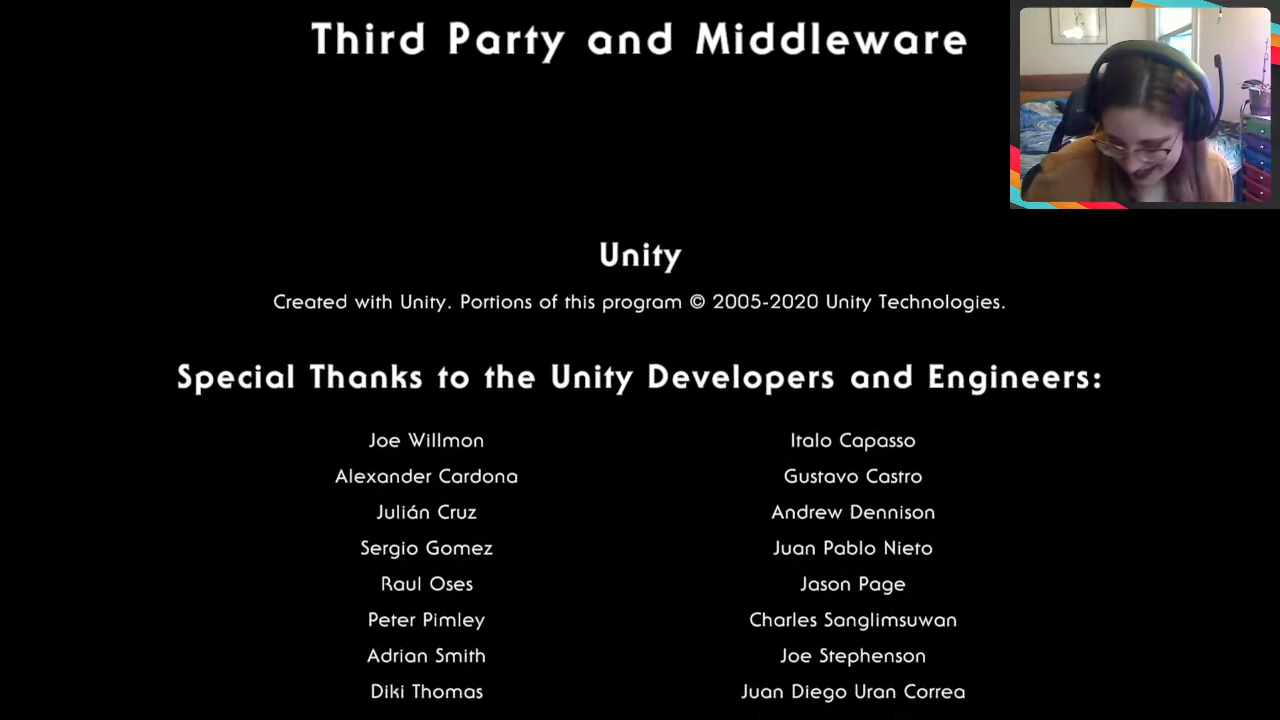 Third Party and Middleware
Unity
Created with Unity. Portions of this program © 2005-2020 Unity Technologies.
Special Thanks to the Unity Developers and Engineers:
Joe Willmon
Italo Capasso
Alexander Cardona
Gustavo Castro
Julián Cruz
Andrew Dennison
Sergio Gomez
Juan Pablo Nieto
Raul Oses
Jason Page
Peter Pimley
Charles Sanglimsuwan
Adrian Smith
Joe Stephenson
Diki Thomas
Juan Diego Uran Correa